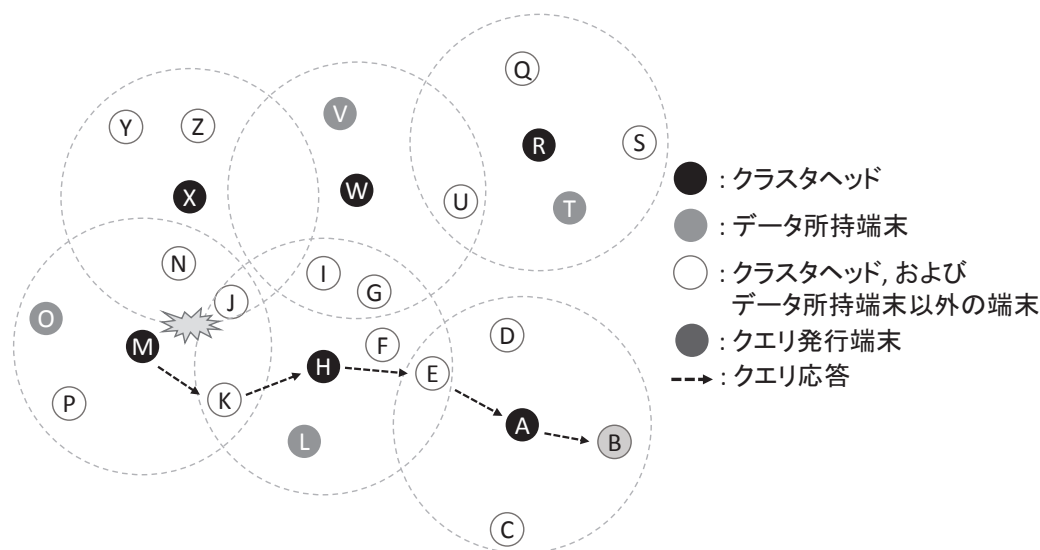 Q
Y
Z
V
R
S
X
W
U
T
N
I
G
J
O
M
F
D
H
E
K
P
A
B
L
C
: クラスタヘッド
: データ所持端末
: クラスタヘッド, および
データ所持端末以外の端末
: クエリ発行端末
: クエリ応答